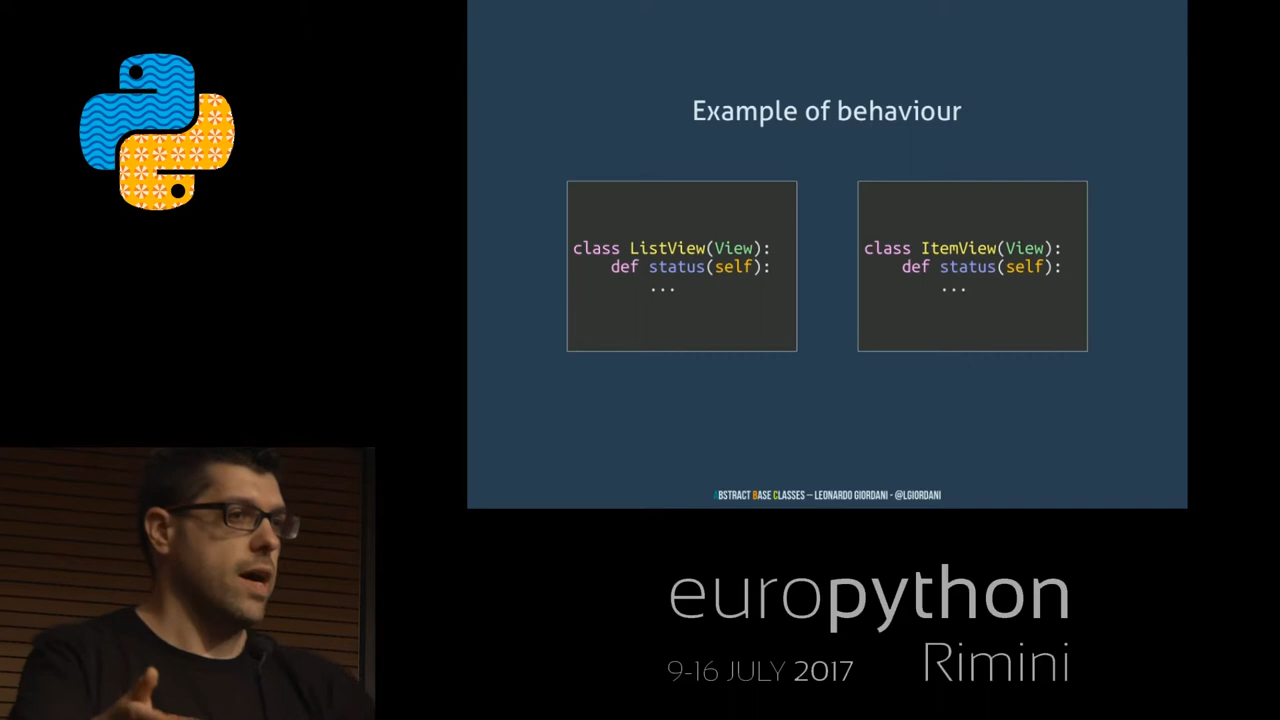 Example of behaviour
class ListView(View):
def status(self):
...
class ItemView(View):
def status(self):
...
ABSTRACT BASE CLASSES – LEONARDO GIORDANI - @LGIORDANI
europython
Rimini
9-16 JULY 2017